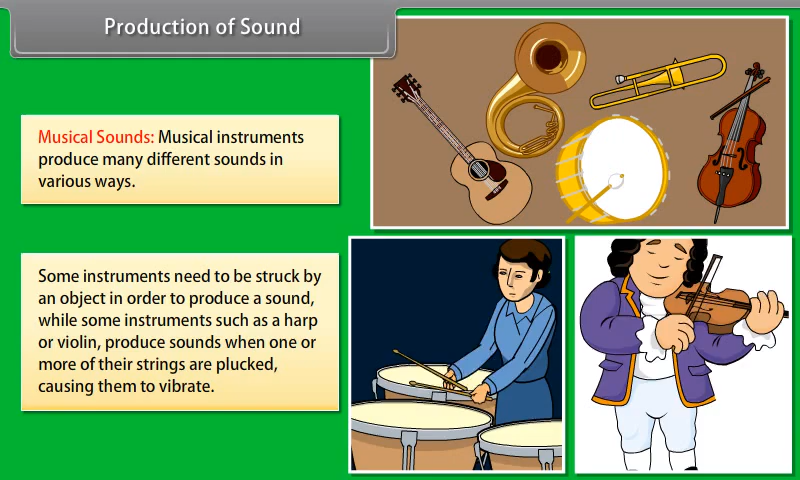 Production of Sound
Musical Sounds: Musical instruments
produce many different sounds in
various ways.
Some instruments need to be struck by
an object in order to produce a sound,
while some instruments such as a harp
or violin, produce sounds when one or
more of their strings are plucked,
causing them to vibrate.